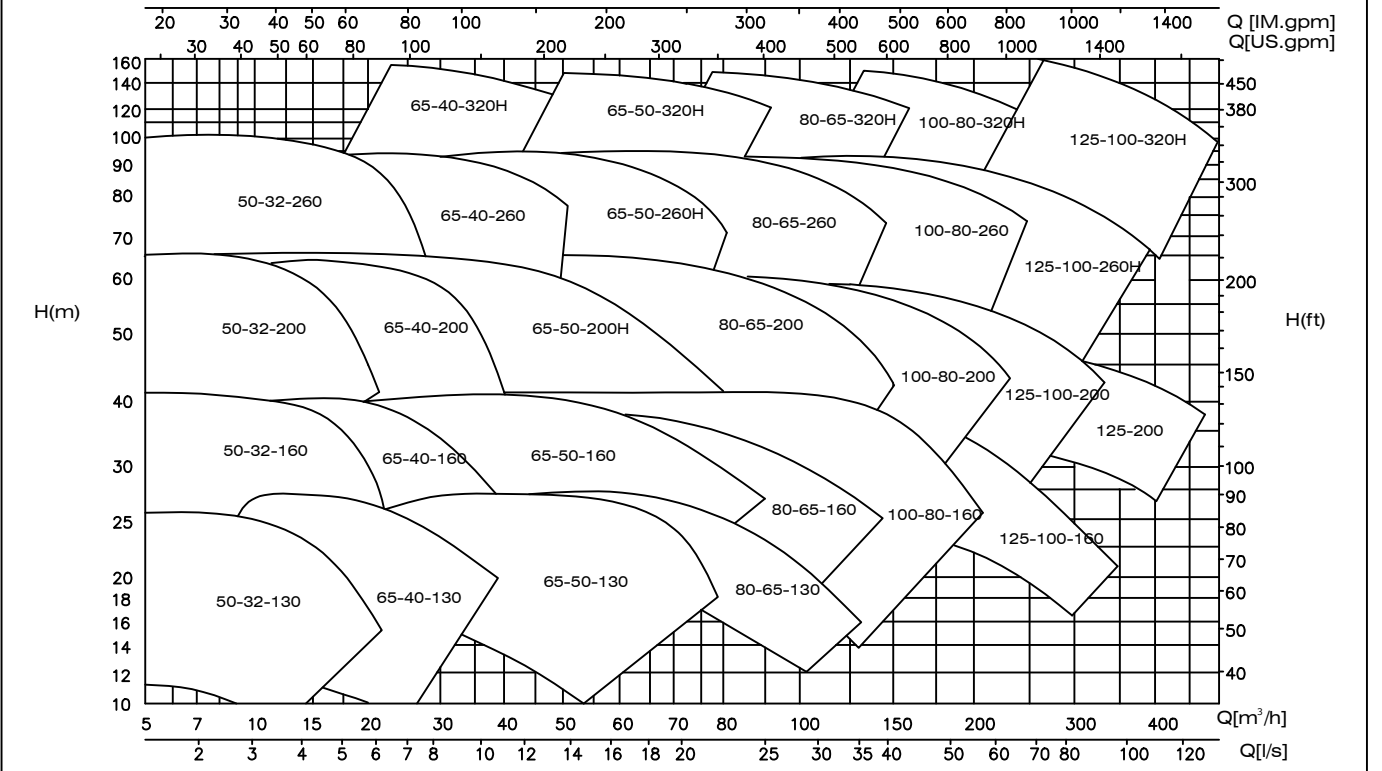 20 30 40 50 60 80 100 200 300 400 500 600 800 1000 1400 Q [IM.gpm]
30 40 50 60 80 100 200 300 400 500 600 800 1000 1400 Q[US.gpm]
160
140 450
120 65-40-320H 65-50-320H 80-65-320H 100-80-320H 380
100 125-100-320H
90
80 50-32-260 65-40-260 65-50-260H 80-65-260 100-80-260 300
70
60 125-100-260H 200
H(m) H(ft)
50 50-32-200 65-40-200 65-50-200H 80-65-200
100-80-200 150
40 125-100-200
125-200
30 50-32-160 65-40-160 65-50-160 100
90
25 80-65-160 100-80-160 80
125-100-160
70
20 65-50-130 80-65-130 60
18 50-32-130 65-40-130
16 50
14
12 40
10
5 7 10 15 20 30 40 50 60 70 80 100 150 200 300 400 Q[m³/h]
2 3 4 5 6 7 8 10 12 14 16 18 20 25 30 35 40 50 60 70 80 100 120 Q[l/s]